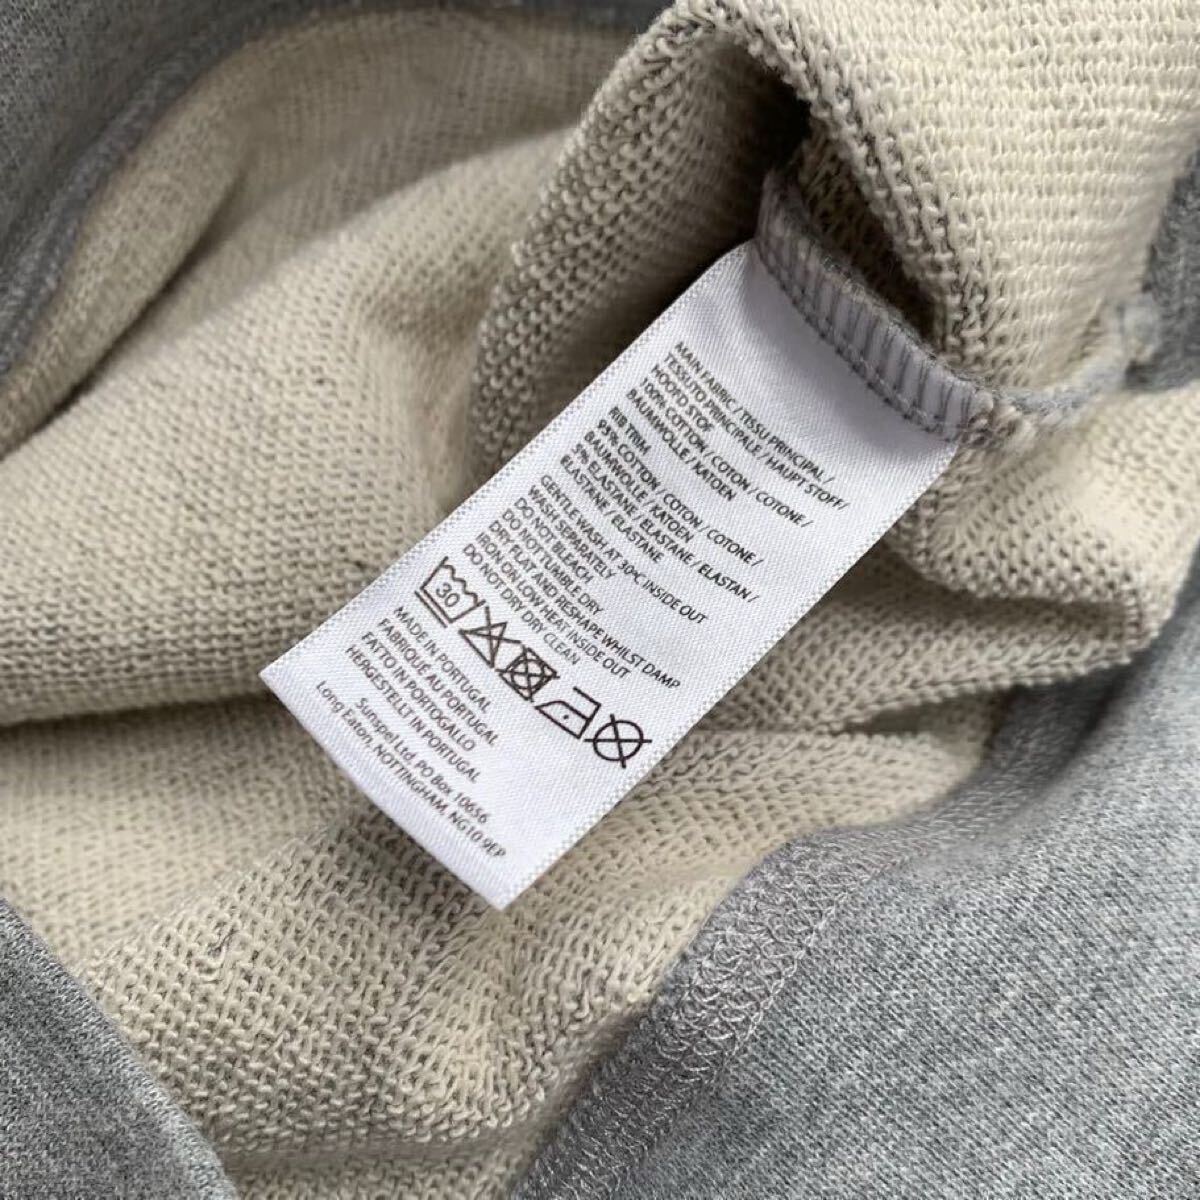 MAIN FABRIC / TISSU PRINCIPAL /
TESSUTO PRINCIPALE / HAUPT STOFF/
HOOFD STOF
100% COTTON / COTON / COTONE /
BAUMWOLLE / KATOEN
RIB TRIM
95% COTTON / COTON / COTONE /
BAUMWOLLE / KATOEN
5% ELASTANE / ELASTANE / ELASTAN /
ELASTANE / ELASTANE
GENTLE WASH AT 30°C INSIDE OUT
WASH SEPARATELY
DO NOT BLEACH
DO NOT TUMBLE DRY
DRY FLAT AND RESHAPE WHILST DAMP
IRON ON LOW HEAT INSIDE OUT
DO NOT DRY CLEAN
30
MADE IN PORTUGAL
FABRIQUÉ AU PORTUGAL
FATTO IN PORTOGALLO
HERGESTELLT IN PORTUGAL
Sunspel Ltd, PO Box 10656
Long Eaton, NOTTINGHAM, NG10 9EP